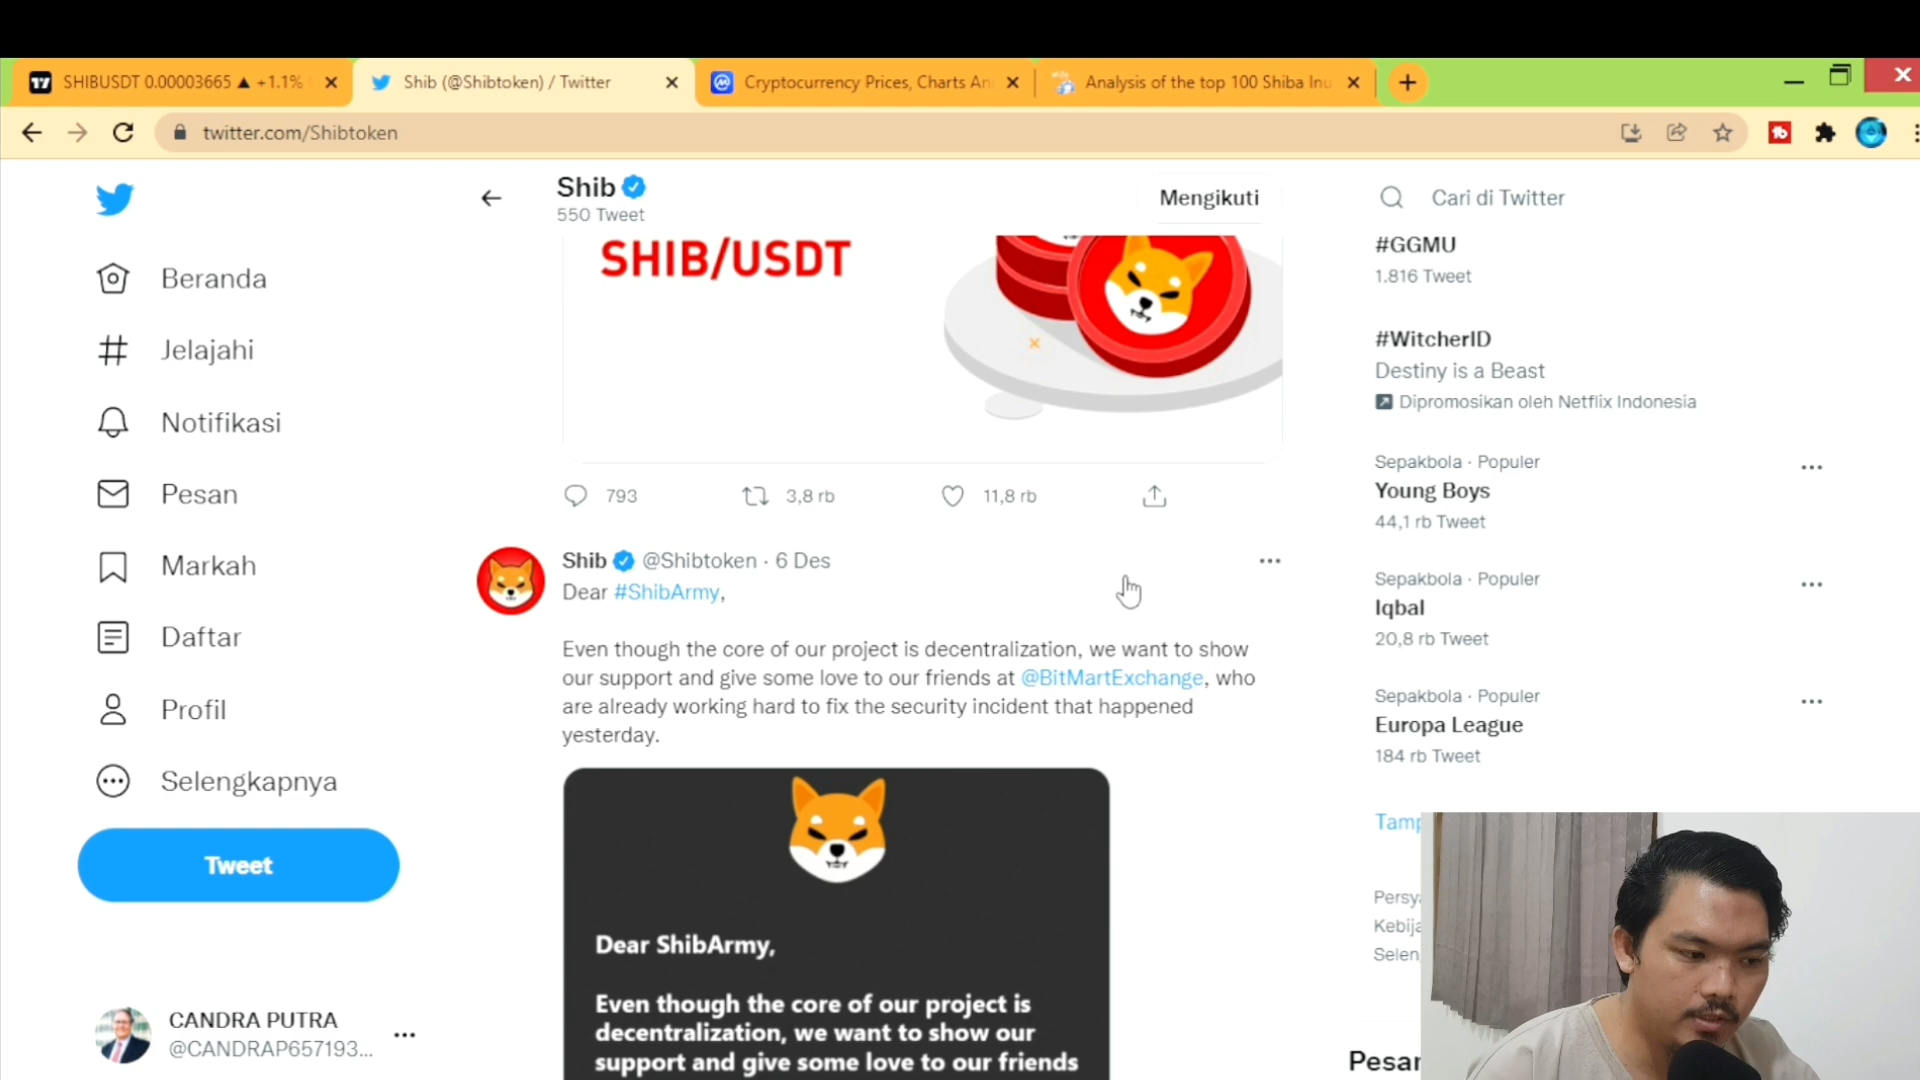 SHIBUSDT 0.00003665 ▲ +1.1%
Shib (@Shibtoken) / Twitter
Cryptocurrency Prices, Charts An
Analysis of the top 100 Shiba Inu
twitter.com/Shibtoken
Shib
550 Tweet
Mengikuti
Cari di Twitter
Beranda
Jelajahi
Notifikasi
Pesan
Markah
Daftar
Profil
Selengkapnya
Tweet
CANDRA PUTRA
@CANDRAP657193...
SHIB/USDT
793
3,8 rb
11,8 rb
Shib @Shibtoken · 6 Des
Dear #ShibArmy,
Even though the core of our project is decentralization, we want to show
our support and give some love to our friends at @BitMartExchange, who
are already working hard to fix the security incident that happened
yesterday.
Dear ShibArmy,
Even though the core of our project is
decentralization, we want to show our
support and give some love to our friends
#GGMU
1.816 Tweet
#WitcherID
Destiny is a Beast
Dipromosikan oleh Netflix Indonesia
Sepakbola · Populer
Young Boys
44,1 rb Tweet
Sepakbola · Populer
Iqbal
20,8 rb Tweet
Sepakbola · Populer
Europa League
184 rb Tweet
Tamp
Persy
Kebija
Selen
Pesan